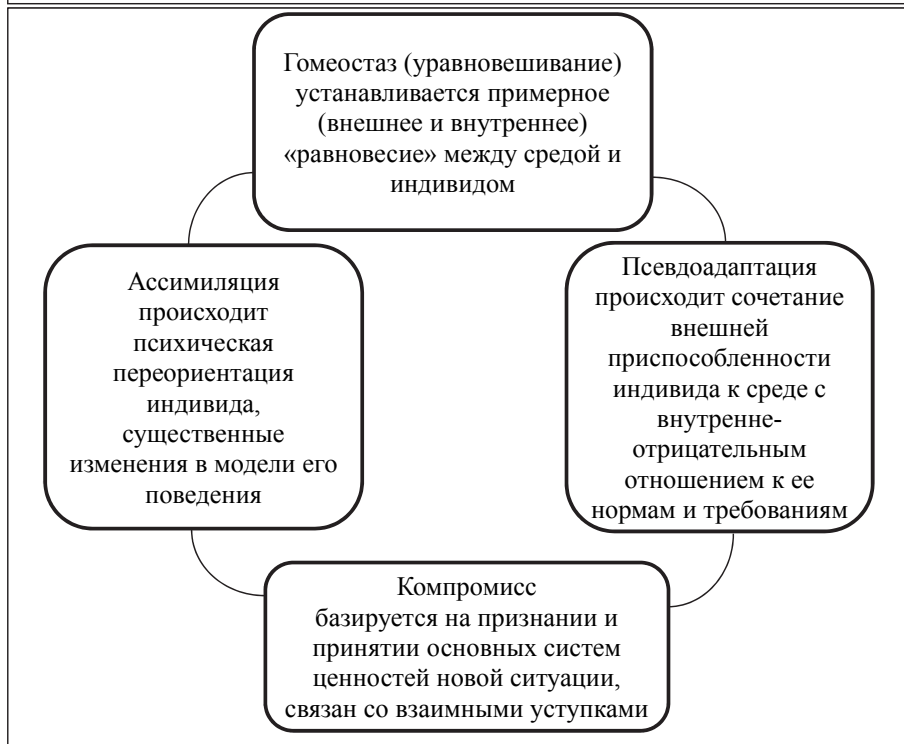 Гомеостаз (уравновешивание)
устанавливается примерное
(внешнее и внутреннее)
«равновесие» между средой и
индивидом
Ассимиляция
происходит
психическая
переориентация
индивида,
существенные
изменения в модели его
поведения
Псевдоадаптация
происходит сочетание
внешней
приспособленности
индивида к среде с
внутренне-
отрицательным
отношением к ее
нормам и требованиям
Компромисс
базируется на признании и
принятии основных систем
ценностей новой ситуации,
связан со взаимными уступками